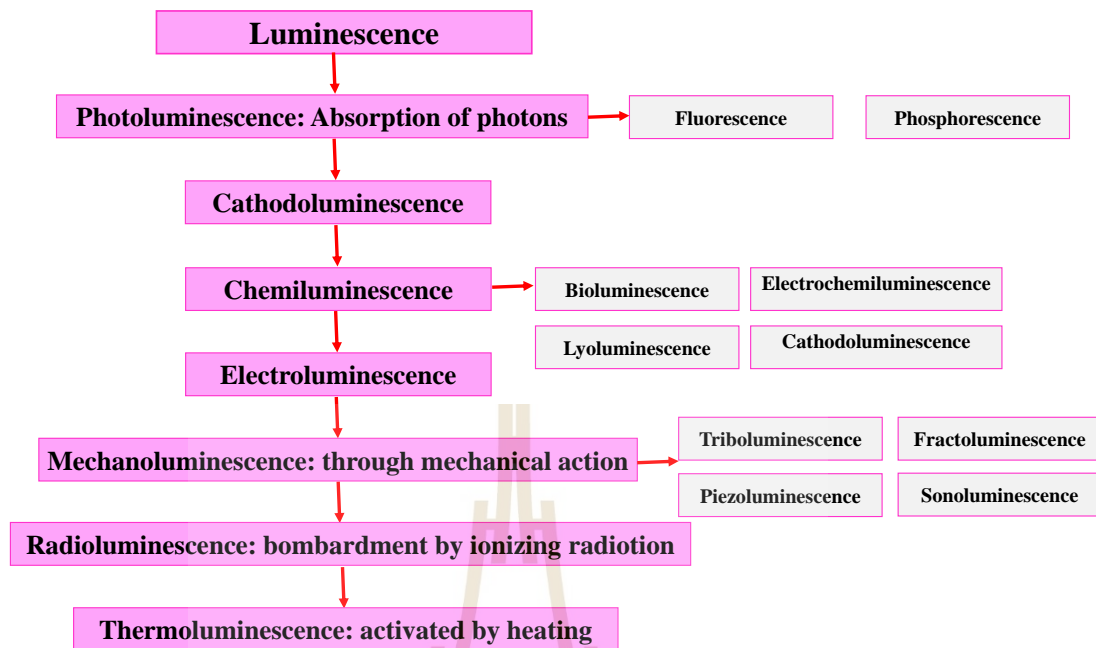 Luminescence
Photoluminescence: Absorption of photons
Fluorescence
Phosphorescence
Cathodoluminescence
Chemiluminescence
Bioluminescence
Electrochemiluminescence
Lyoluminescence
Cathodoluminescence
Electroluminescence
Mechanoluminescence: through mechanical action
Triboluminescence
Fractoluminescence
Piezoluminescence
Sonoluminescence
Radioluminescence: bombardment by ionizing radiotion
Thermoluminescence: activated by heating